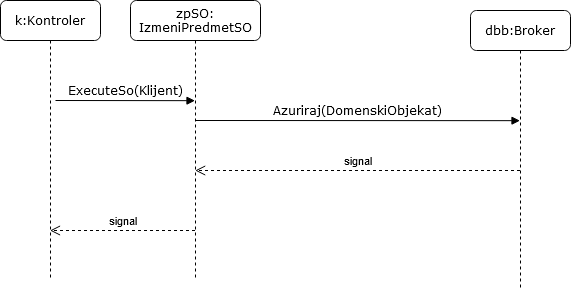 k:Kontroler
zpSO:
IzmeniPredmetSO
dbb:Broker
ExecuteSo(Klijent)
Azuriraj(DomenskiObjekat)
signal
signal